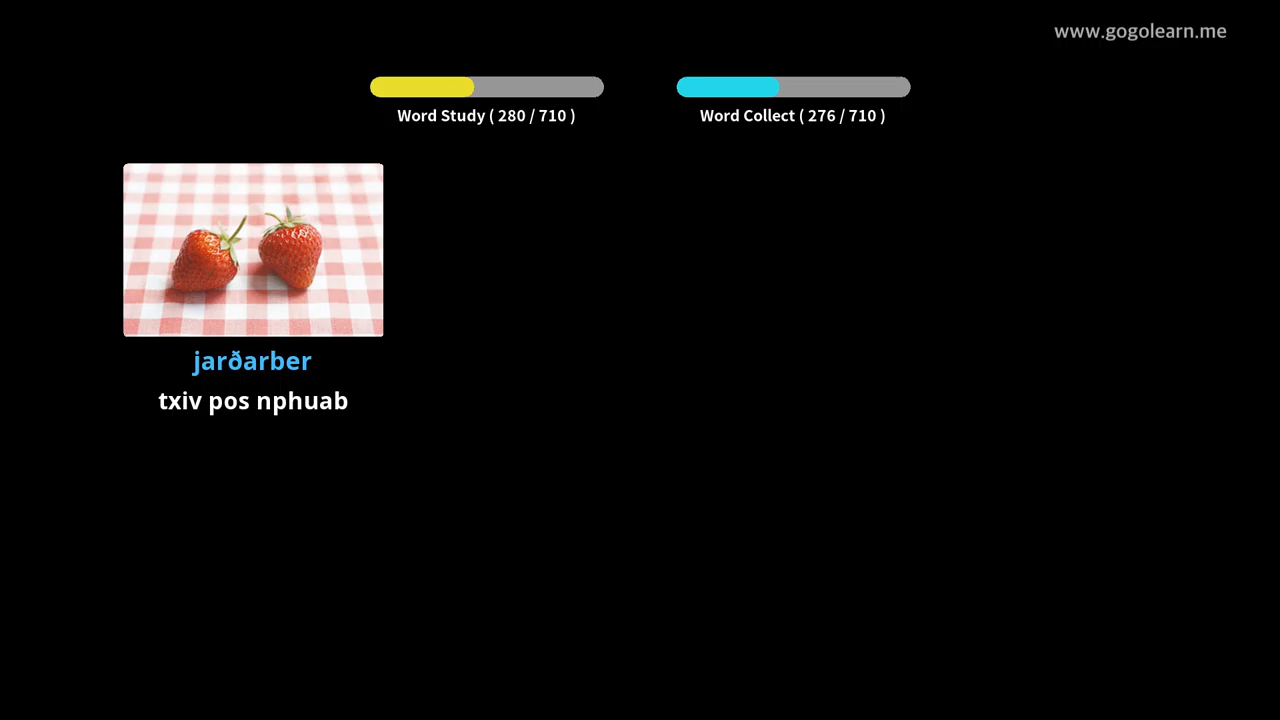 www.gogolearn.me
Word Study ( 280 / 710 )
Word Collect ( 276 / 710 )
jarðarber
txiv pos nphuab